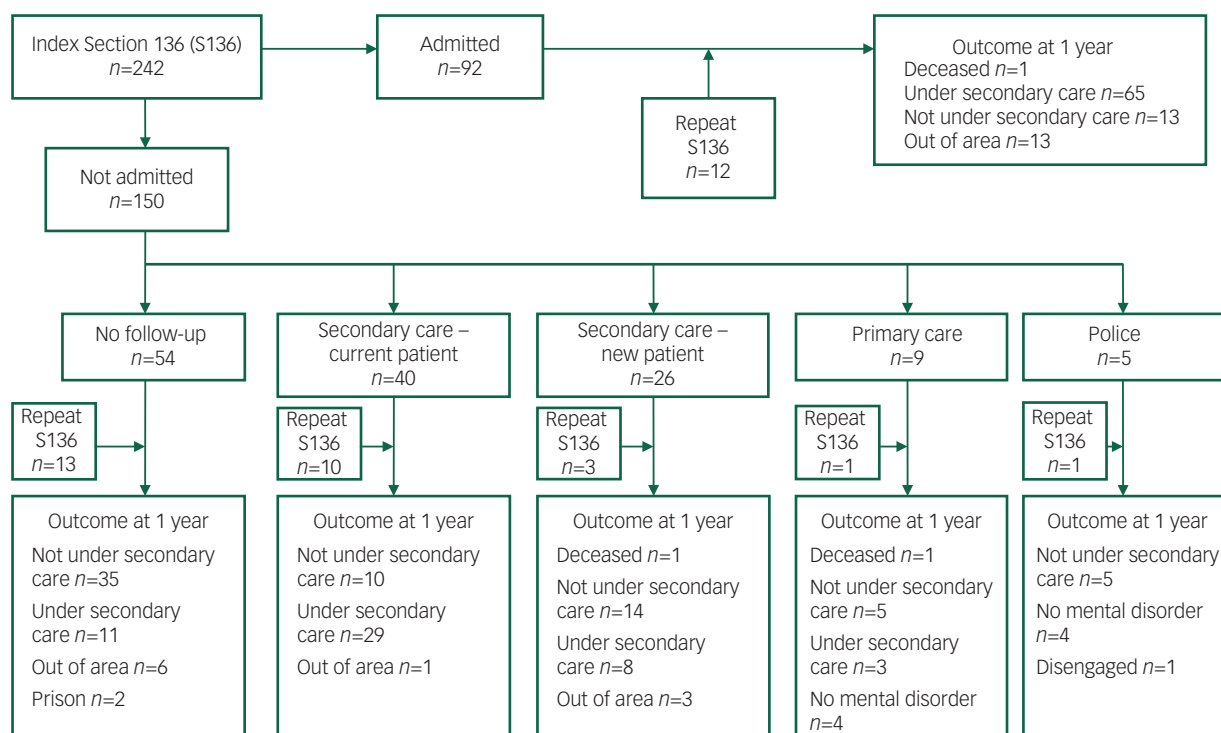 Index Section 136 (S136)
n=242
Admitted
n=92
Repeat
S136
n=12
Outcome at 1 year
Deceased n=1
Under secondary care n=65
Not under secondary care n=13
Out of area n=13
Not admitted
n=150
No follow-up
n=54
Secondary care –
current patient
n=40
Secondary care –
new patient
n=26
Primary care
n=9
Police
n=5
Repeat
S136
n=13
Repeat
S136
n=10
Repeat
S136
n=3
Repeat
S136
n=1
Repeat
S136
n=1
Outcome at 1 year
Not under secondary
care n=35
Under secondary
care n=11
Out of area n=6
Prison n=2
Outcome at 1 year
Not under secondary
care n=10
Under secondary
care n=29
Out of area n=1
Outcome at 1 year
Deceased n=1
Not under secondary
care n=14
Under secondary
care n=8
Out of area n=3
Outcome at 1 year
Deceased n=1
Not under secondary
care n=5
Under secondary
care n=3
No mental disorder
n=4
Outcome at 1 year
Not under secondary
care n=5
No mental disorder
n=4
Disengaged n=1